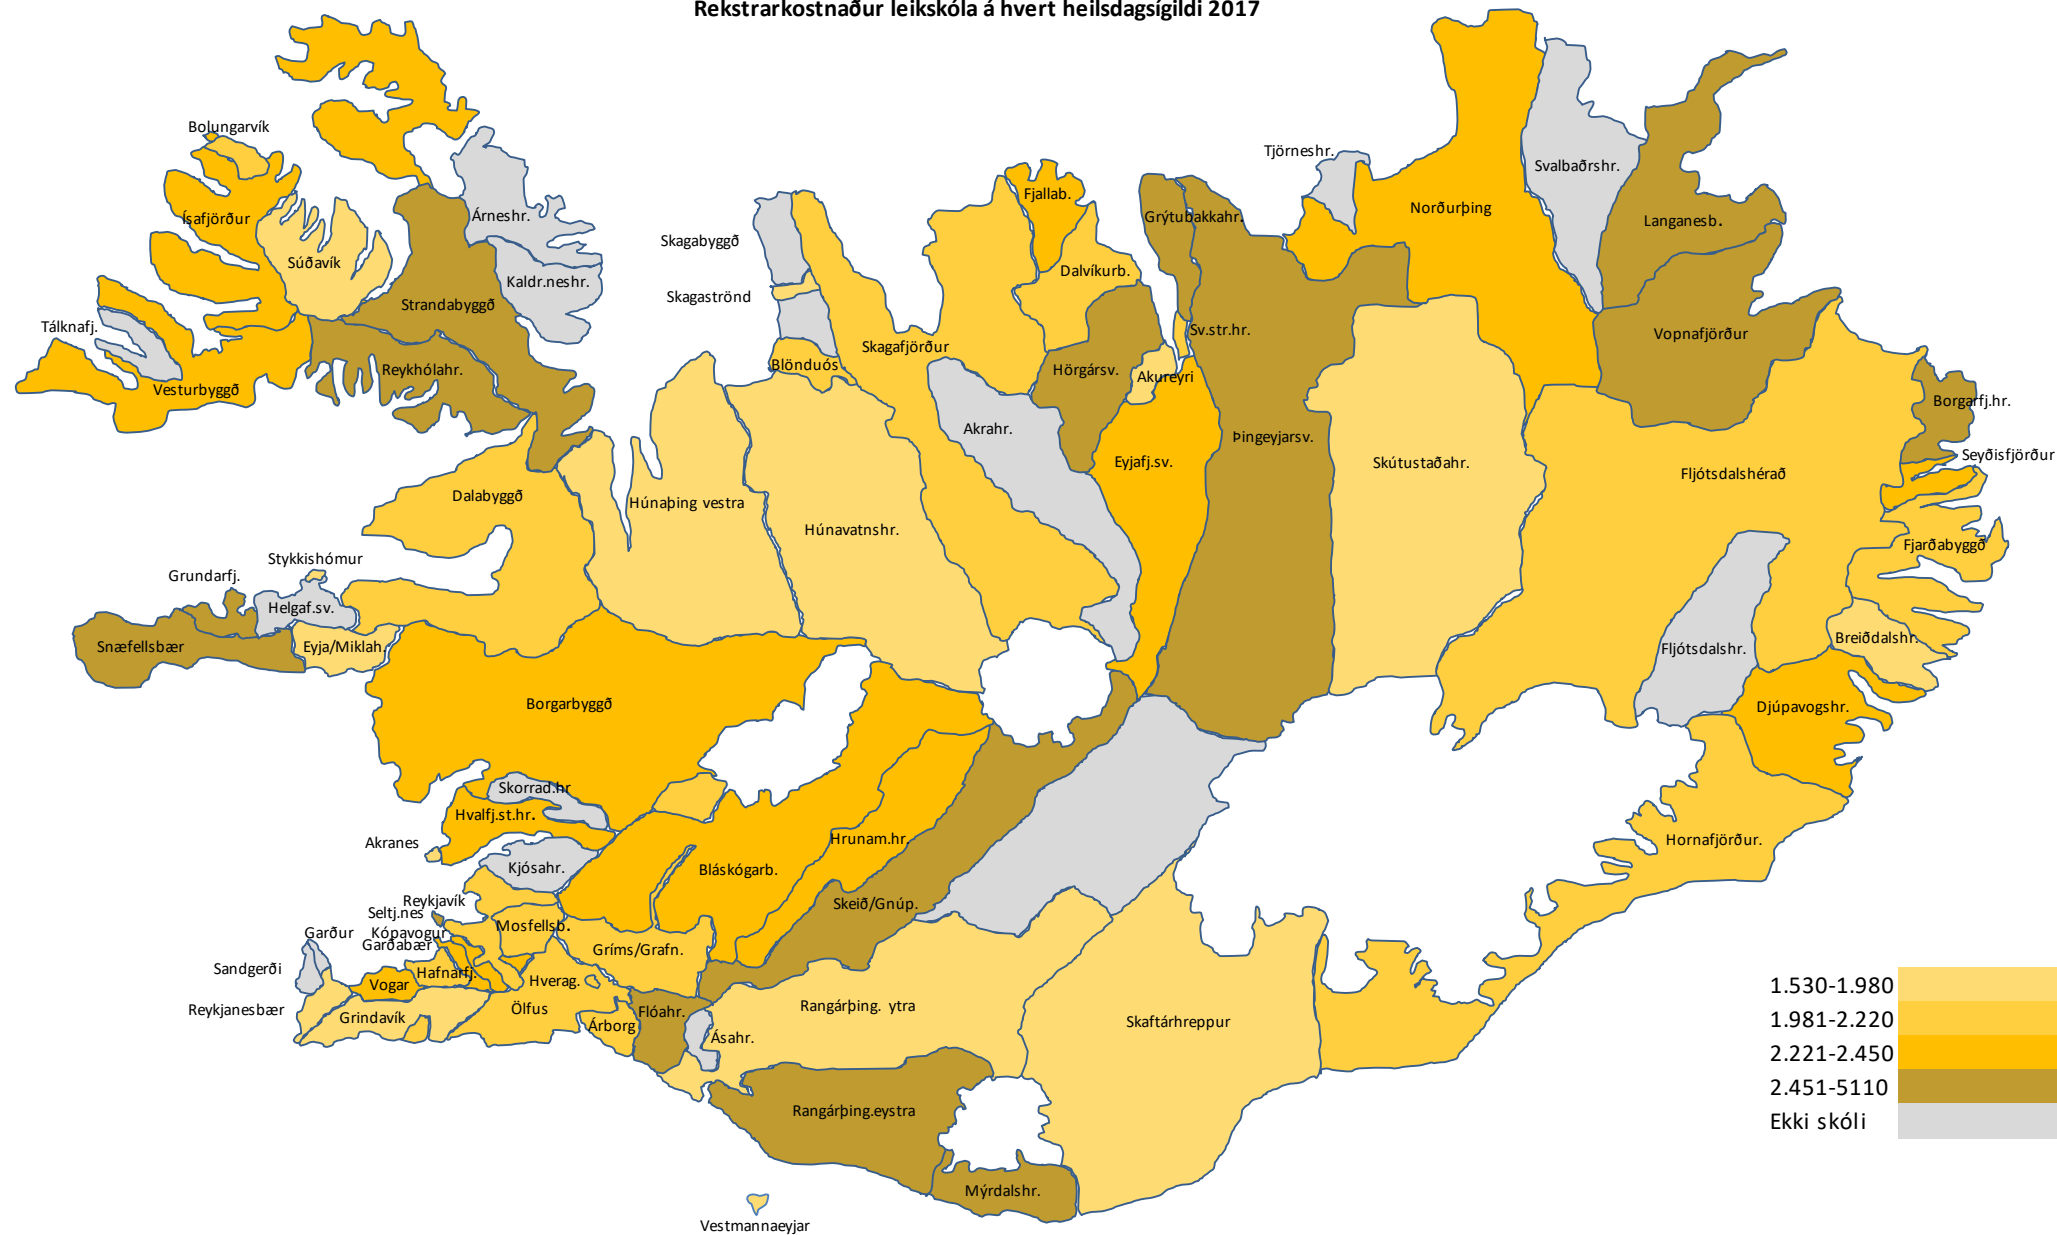 Rekstrarkostnaður leikskóla á hvert heilsdagsígildi 2017
Bolungarvík
Ísafjörður
Súðavík
Árneshr.
Kaldr.neshr.
Strandabyggð
Tálknafj.
Vesturbyggð
Reykhólahr.
Skagabyggð
Skagaströnd
Blönduós
Skagafjörður
Fjallab.
Dalvíkurb.
Grýtubakkahr.
Tjörneshr.
Norðurþing
Svalbaðrshr.
Langanesb.
Vopnafjörður
Sv.str.hr.
Hörgársv.
Akureyri
Akrahr.
Eyjafj.sv.
Þingeyjarsv.
Skútustaðahr.
Fljótsdalshérað
Borgarfj.hr.
Seyðisfjörður
Fjarðabyggð
Breiðdalshr.
Fljótsdalshr.
Djúpavogshr.
Hornafjörður.
Dalabyggð
Húnaþing vestra
Húnavatnshr.
Stykkishómur
Grundarfj.
Helgaf.sv.
Snæfellsbær
Eyja/Miklah.
Borgarbyggð
Skorrad.hr
Hvalfj.st.hr.
Akranes
Kjósahr.
Bláskógarb.
Hrunam.hr.
Skeið/Gnúp.
Reykjavík
Seltj.nes
Kópavogur
Garðabær
Mosfellsb.
Garður
Sandgerði
Vogar
Hafnarfj.
Hverag.
Gríms/Grafn.
Reykjanesbær
Grindavík
Ölfus
Árborg
Flóahr.
Ásahr.
Rangárþing. ytra
Skaftárhreppur
Rangárþing.eystra
Mýrdalshr.
Vestmannaeyjar
1.530-1.980
1.981-2.220
2.221-2.450
2.451-5110
Ekki skóli